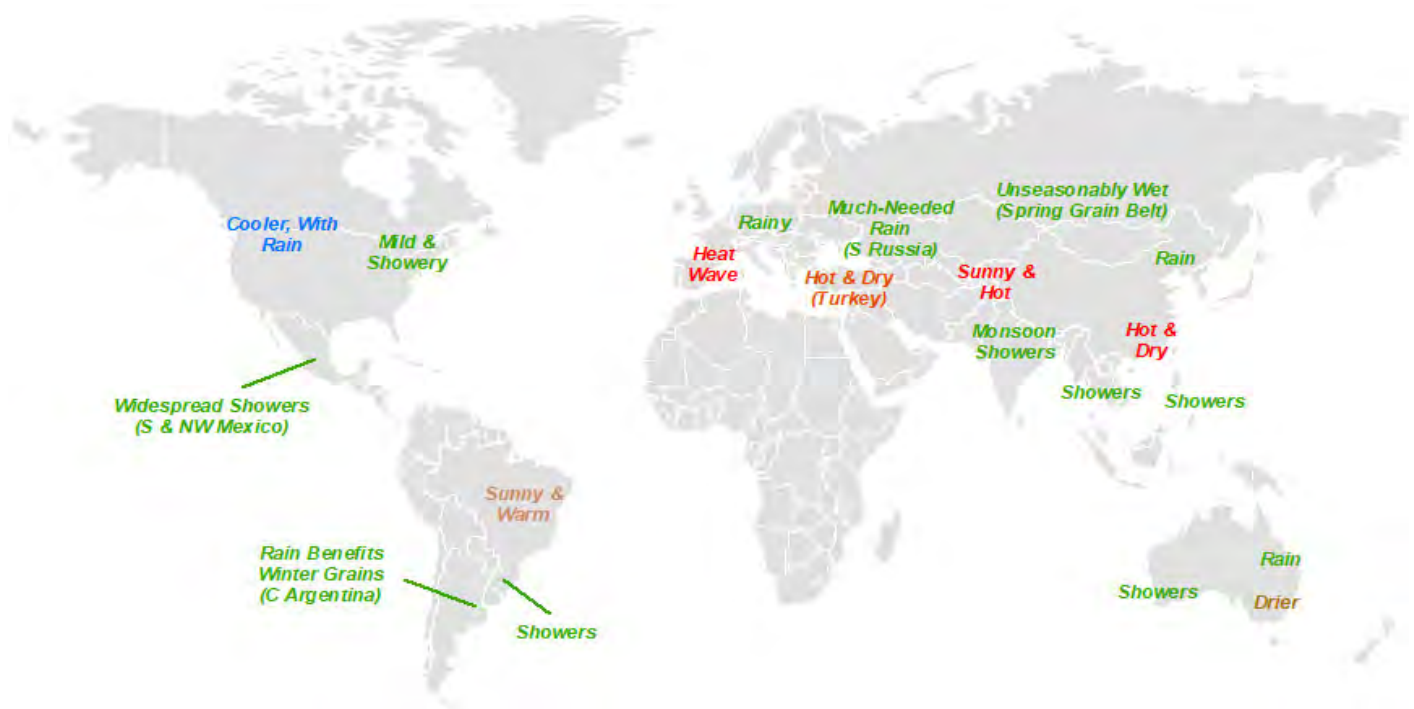 Cooler, With
Rain
Mild &
Showery
Widespread Showers
(S & NW Mexico)
Sunny &
Warm
Rain Benefits
Winter Grains
(C Argentina)
Showers
Rainy
Heat
Wave
Much-Needed
Rain
(S Russia)
Hot & Dry
(Turkey)
Unseasonably Wet
(Spring Grain Belt)
Rain
Sunny &
Hot
Monsoon
Showers
Hot &
Dry
Showers
Showers
Rain
Showers
Drier